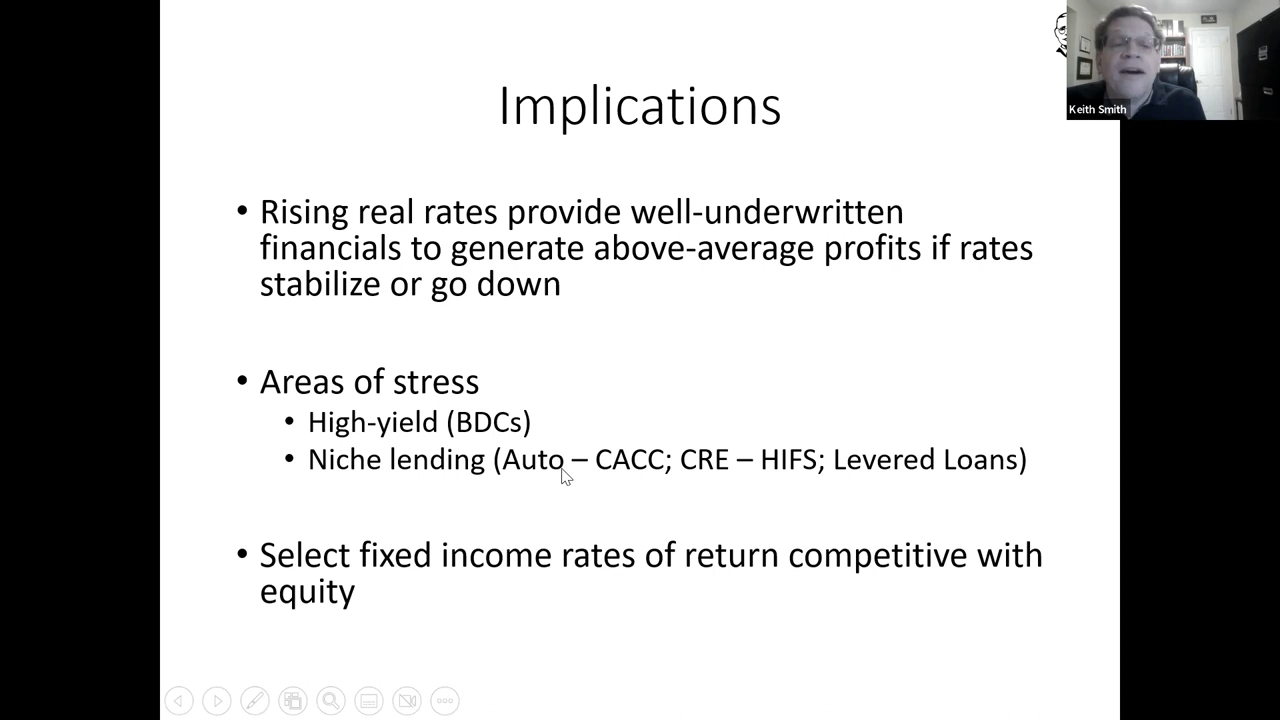 Implications
• Rising real rates provide well-underwritten
financials to generate above-average profits if rates
stabilize or go down
• Areas of stress
• High-yield (BDCs)
• Niche lending (Auto – CACC; CRE – HIFS; Levered Loans)
• Select fixed income rates of return competitive with
equity
Keith Smith